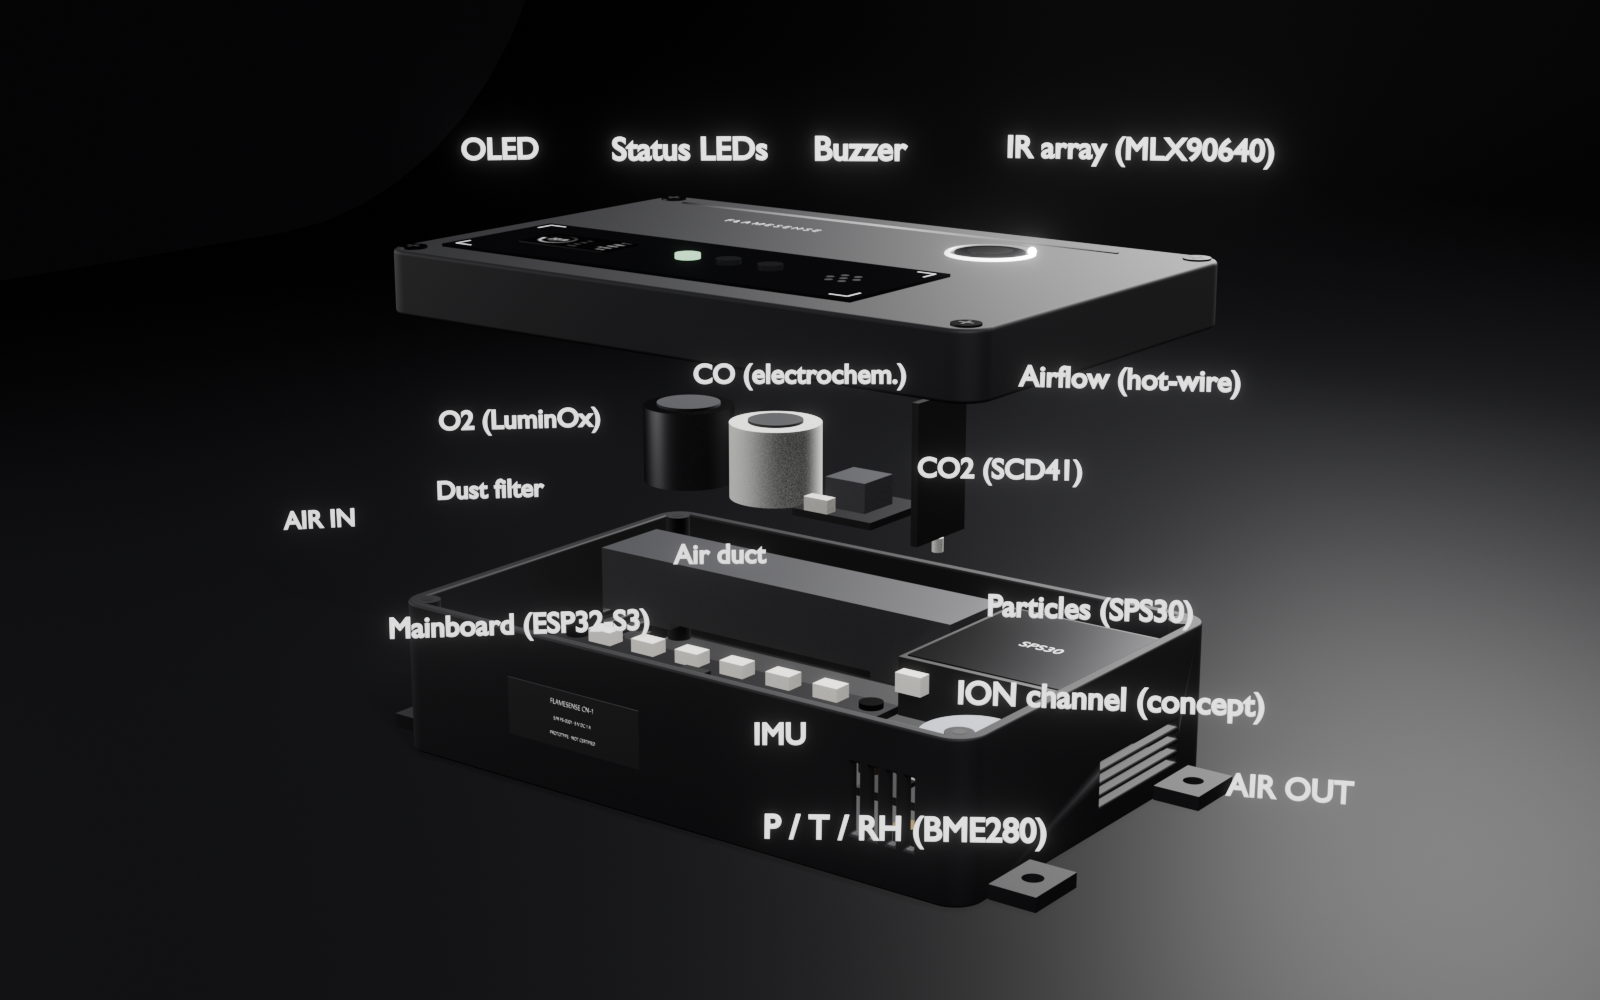 OLED
Status LEDs
Buzzer
IR array (MLX90640)
FLAMESENSE
CO (electrochem.)
Airflow (hot-wire)
O2 (LuminOx)
CO2 (SCD41)
Dust filter
AIR IN
Air duct
Particles (SPS30)
Mainboard (ESP32-S3)
SPS30
ION channel (concept)
FLAMESENSE CN-1
PROTOTYPE · NOT CERTIFIED
IMU
AIR OUT
P / T / RH (BME280)